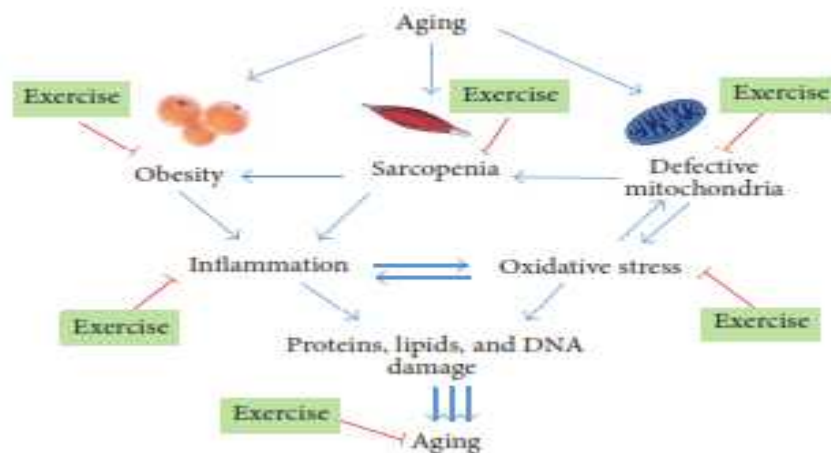 Aging
Exercise
Exercise
Exercise
Obesity
Sarcopenia
Defective
mitochondria
Inflammation
Oxidative stress
Exercise
Exercise
Proteins, lipids, and DNA
damage
Exercise
Aging